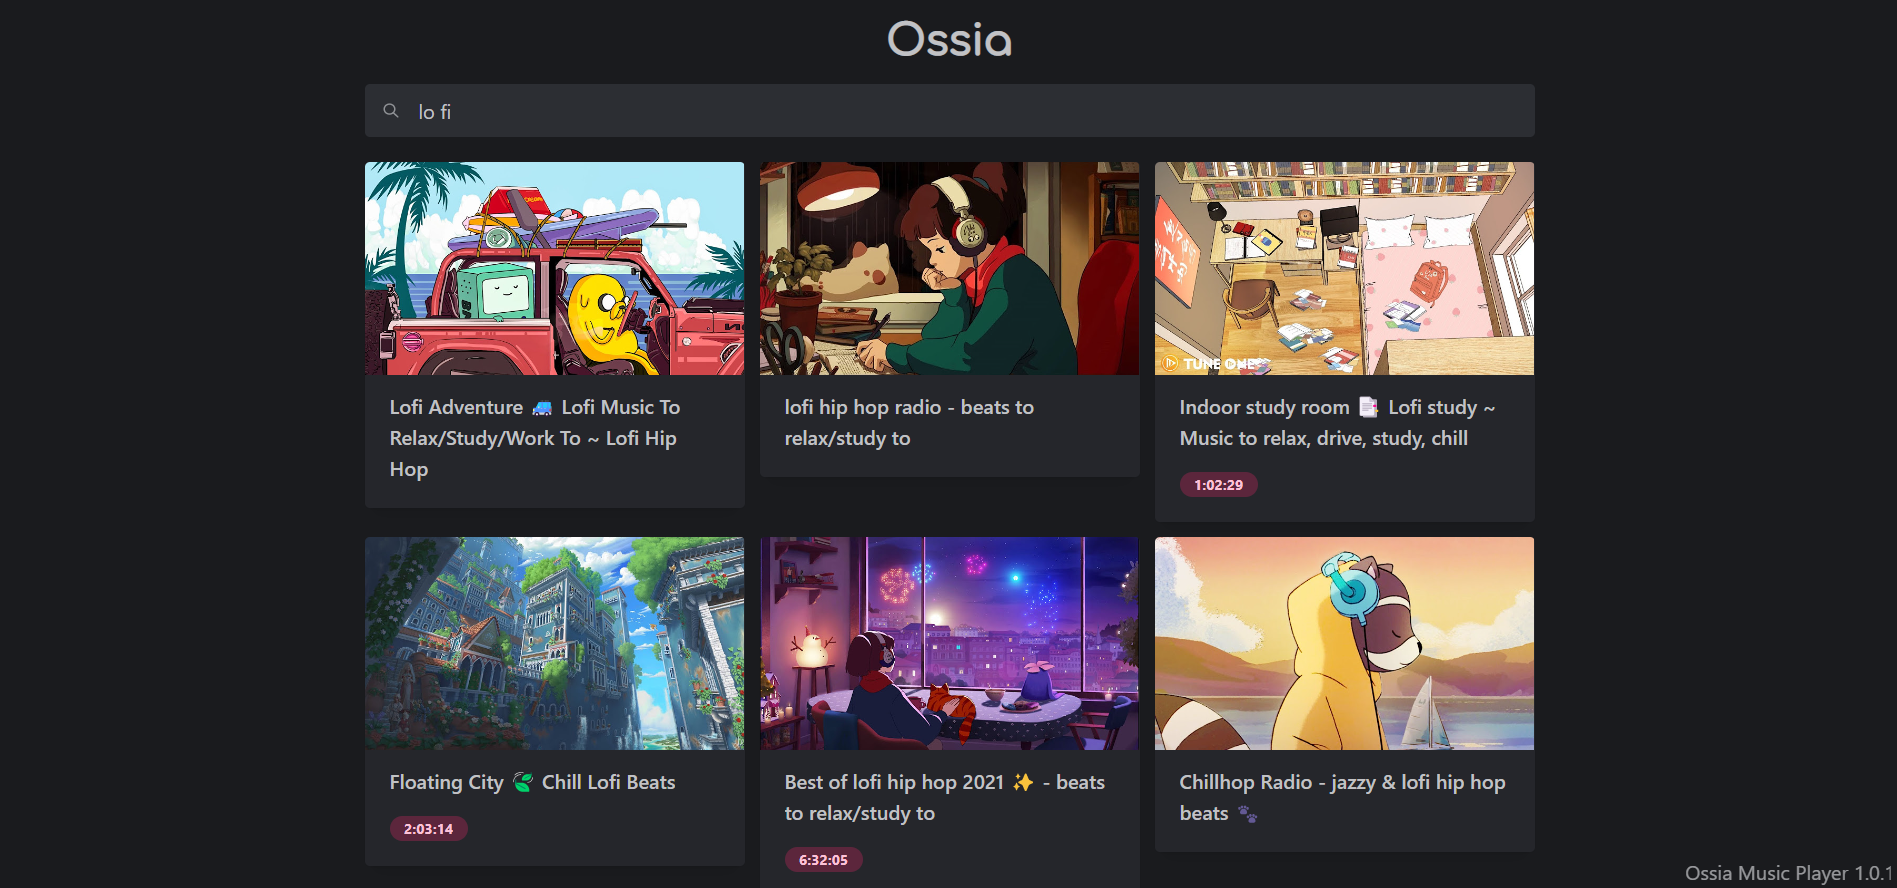 Ossia
lo fi
TUNE ONE
Lofi Adventure 🚙 Lofi Music To
Relax/Study/Work To ~ Lofi Hip
Hop
lofi hip hop radio - beats to
relax/study to
Indoor study room 📑 Lofi study ~
Music to relax, drive, study, chill
1:02:29
Floating City 🍃 Chill Lofi Beats
2:03:14
Best of lofi hip hop 2021 ✨ - beats
to relax/study to
6:32:05
Chillhop Radio - jazzy & lofi hip hop
beats 🐾
Ossia Music Player 1.0.1